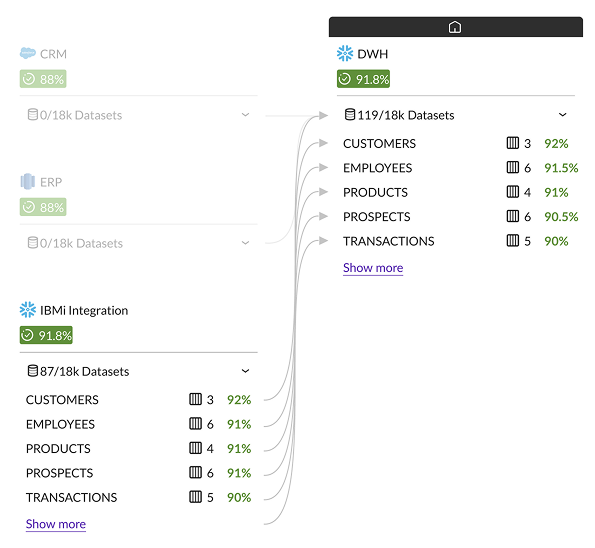 CRM
88%
0/18k Datasets
ERP
88%
0/18k Datasets
IBMi Integration
91.8%
87/18k Datasets
CUSTOMERS 3 92%
EMPLOYEES 6 91%
PRODUCTS 4 91%
PROSPECTS 6 91%
TRANSACTIONS 5 90%
Show more
DWH
91.8%
119/18k Datasets
CUSTOMERS 3 92%
EMPLOYEES 6 91.5%
PRODUCTS 4 91%
PROSPECTS 6 90.5%
TRANSACTIONS 5 90%
Show more